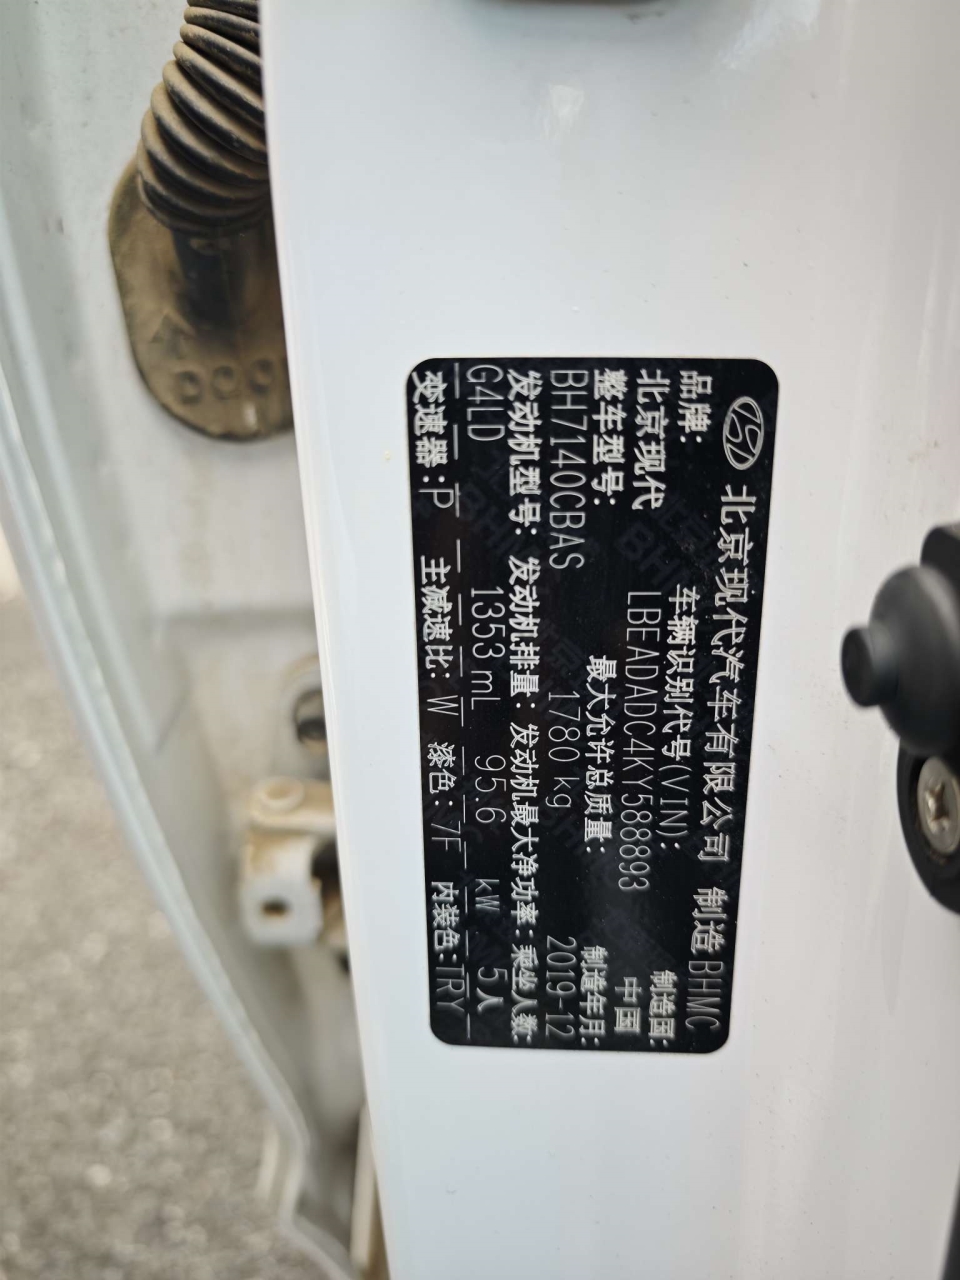 北京现代汽车有限公司 制造 BHMC
品牌: 车辆识别代号(VIN): 制造国:
北京现代 LBEADADC4KY588893 中国
整车型号: 最大允许总质量: 制造年月:
BH7140CBAS 1780 kg 2019-12
发动机型号: 发动机排量: 发动机最大净功率: 乘坐人数:
G4LD 1353 mL 95.6 kW 5人
变速器: P 主减速比: W 漆色: 7F 内装色: TRY